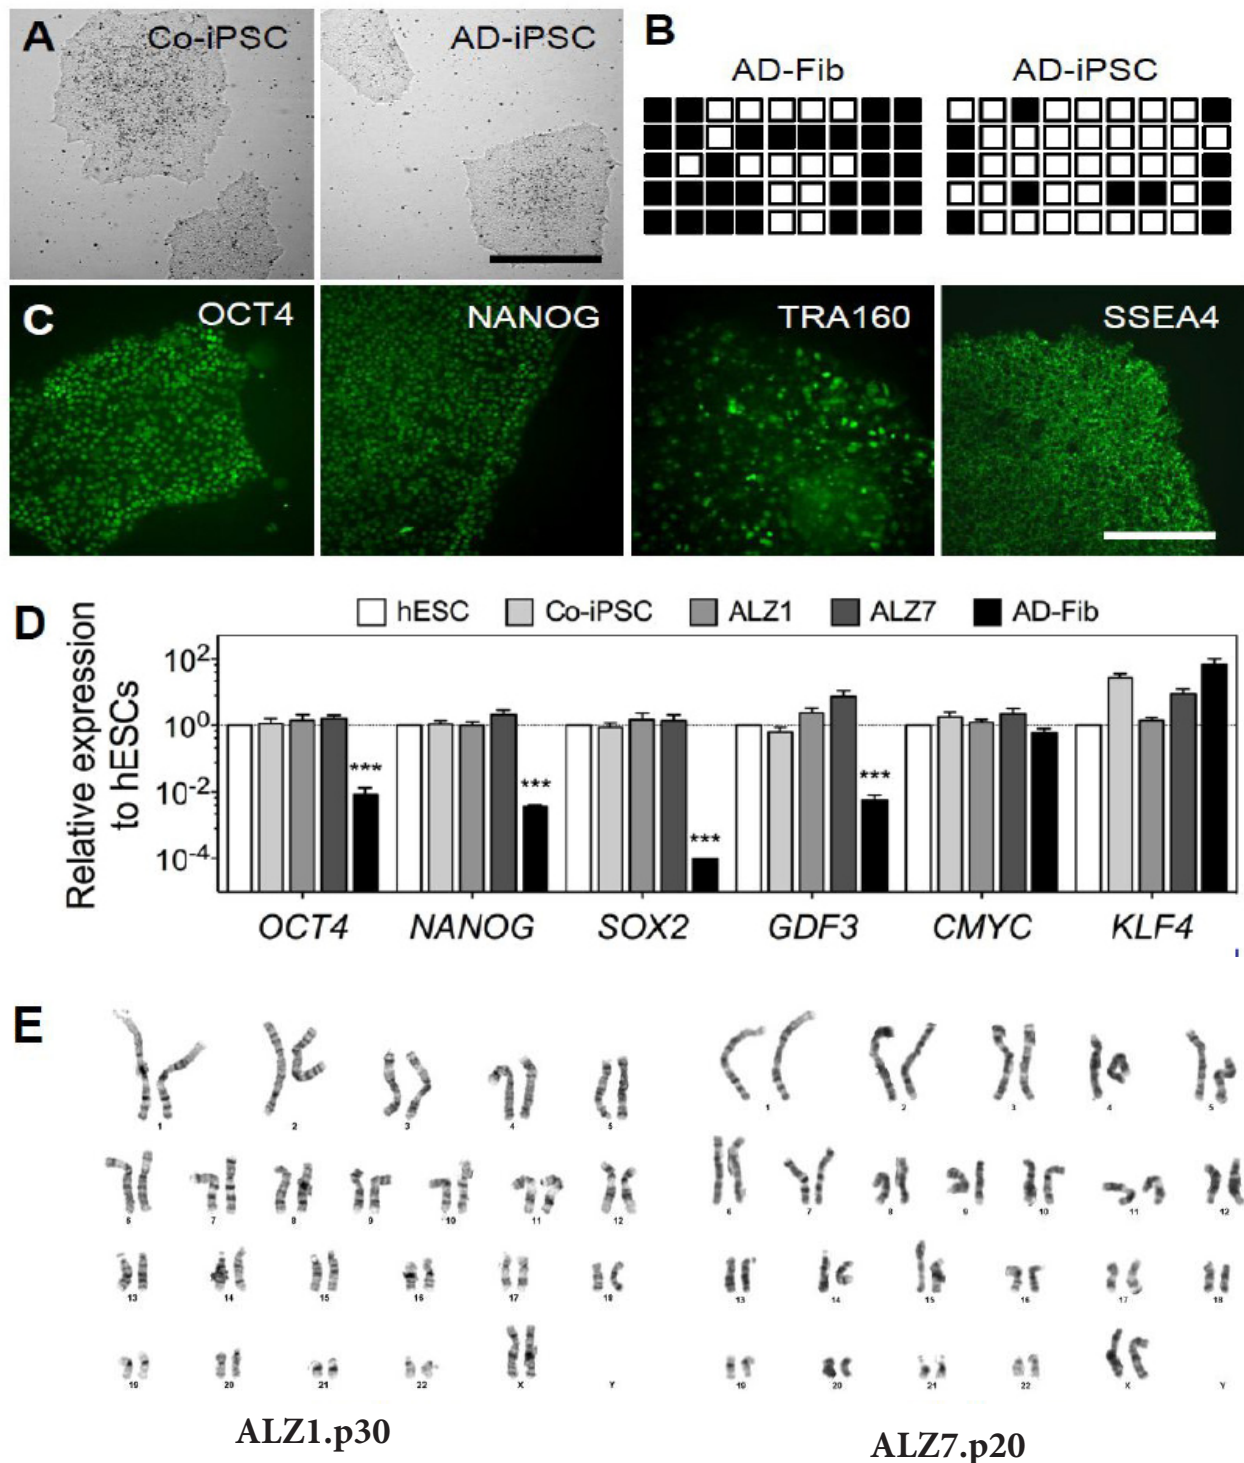 A
Co-iPSC
AD-iPSC
B
AD-Fib
AD-iPSC
C
OCT4
NANOG
TRA160
SSEA4
D
hESC
Co-iPSC
ALZ1
ALZ7
AD-Fib
Relative expression
to hESCs
10²
10⁰
10⁻²
10⁻⁴
***
***
***
***
OCT4
NANOG
SOX2
GDF3
CMYC
KLF4
E
1 2 3 4 5
6 7 8 9 10 11 12
13 14 15 16 17 18
19 20 21 22 X Y
ALZ1.p30
1 2 3 4 5
6 7 8 9 10 11 12
13 14 15 16 17 18
19 20 21 22 X Y
ALZ7.p20